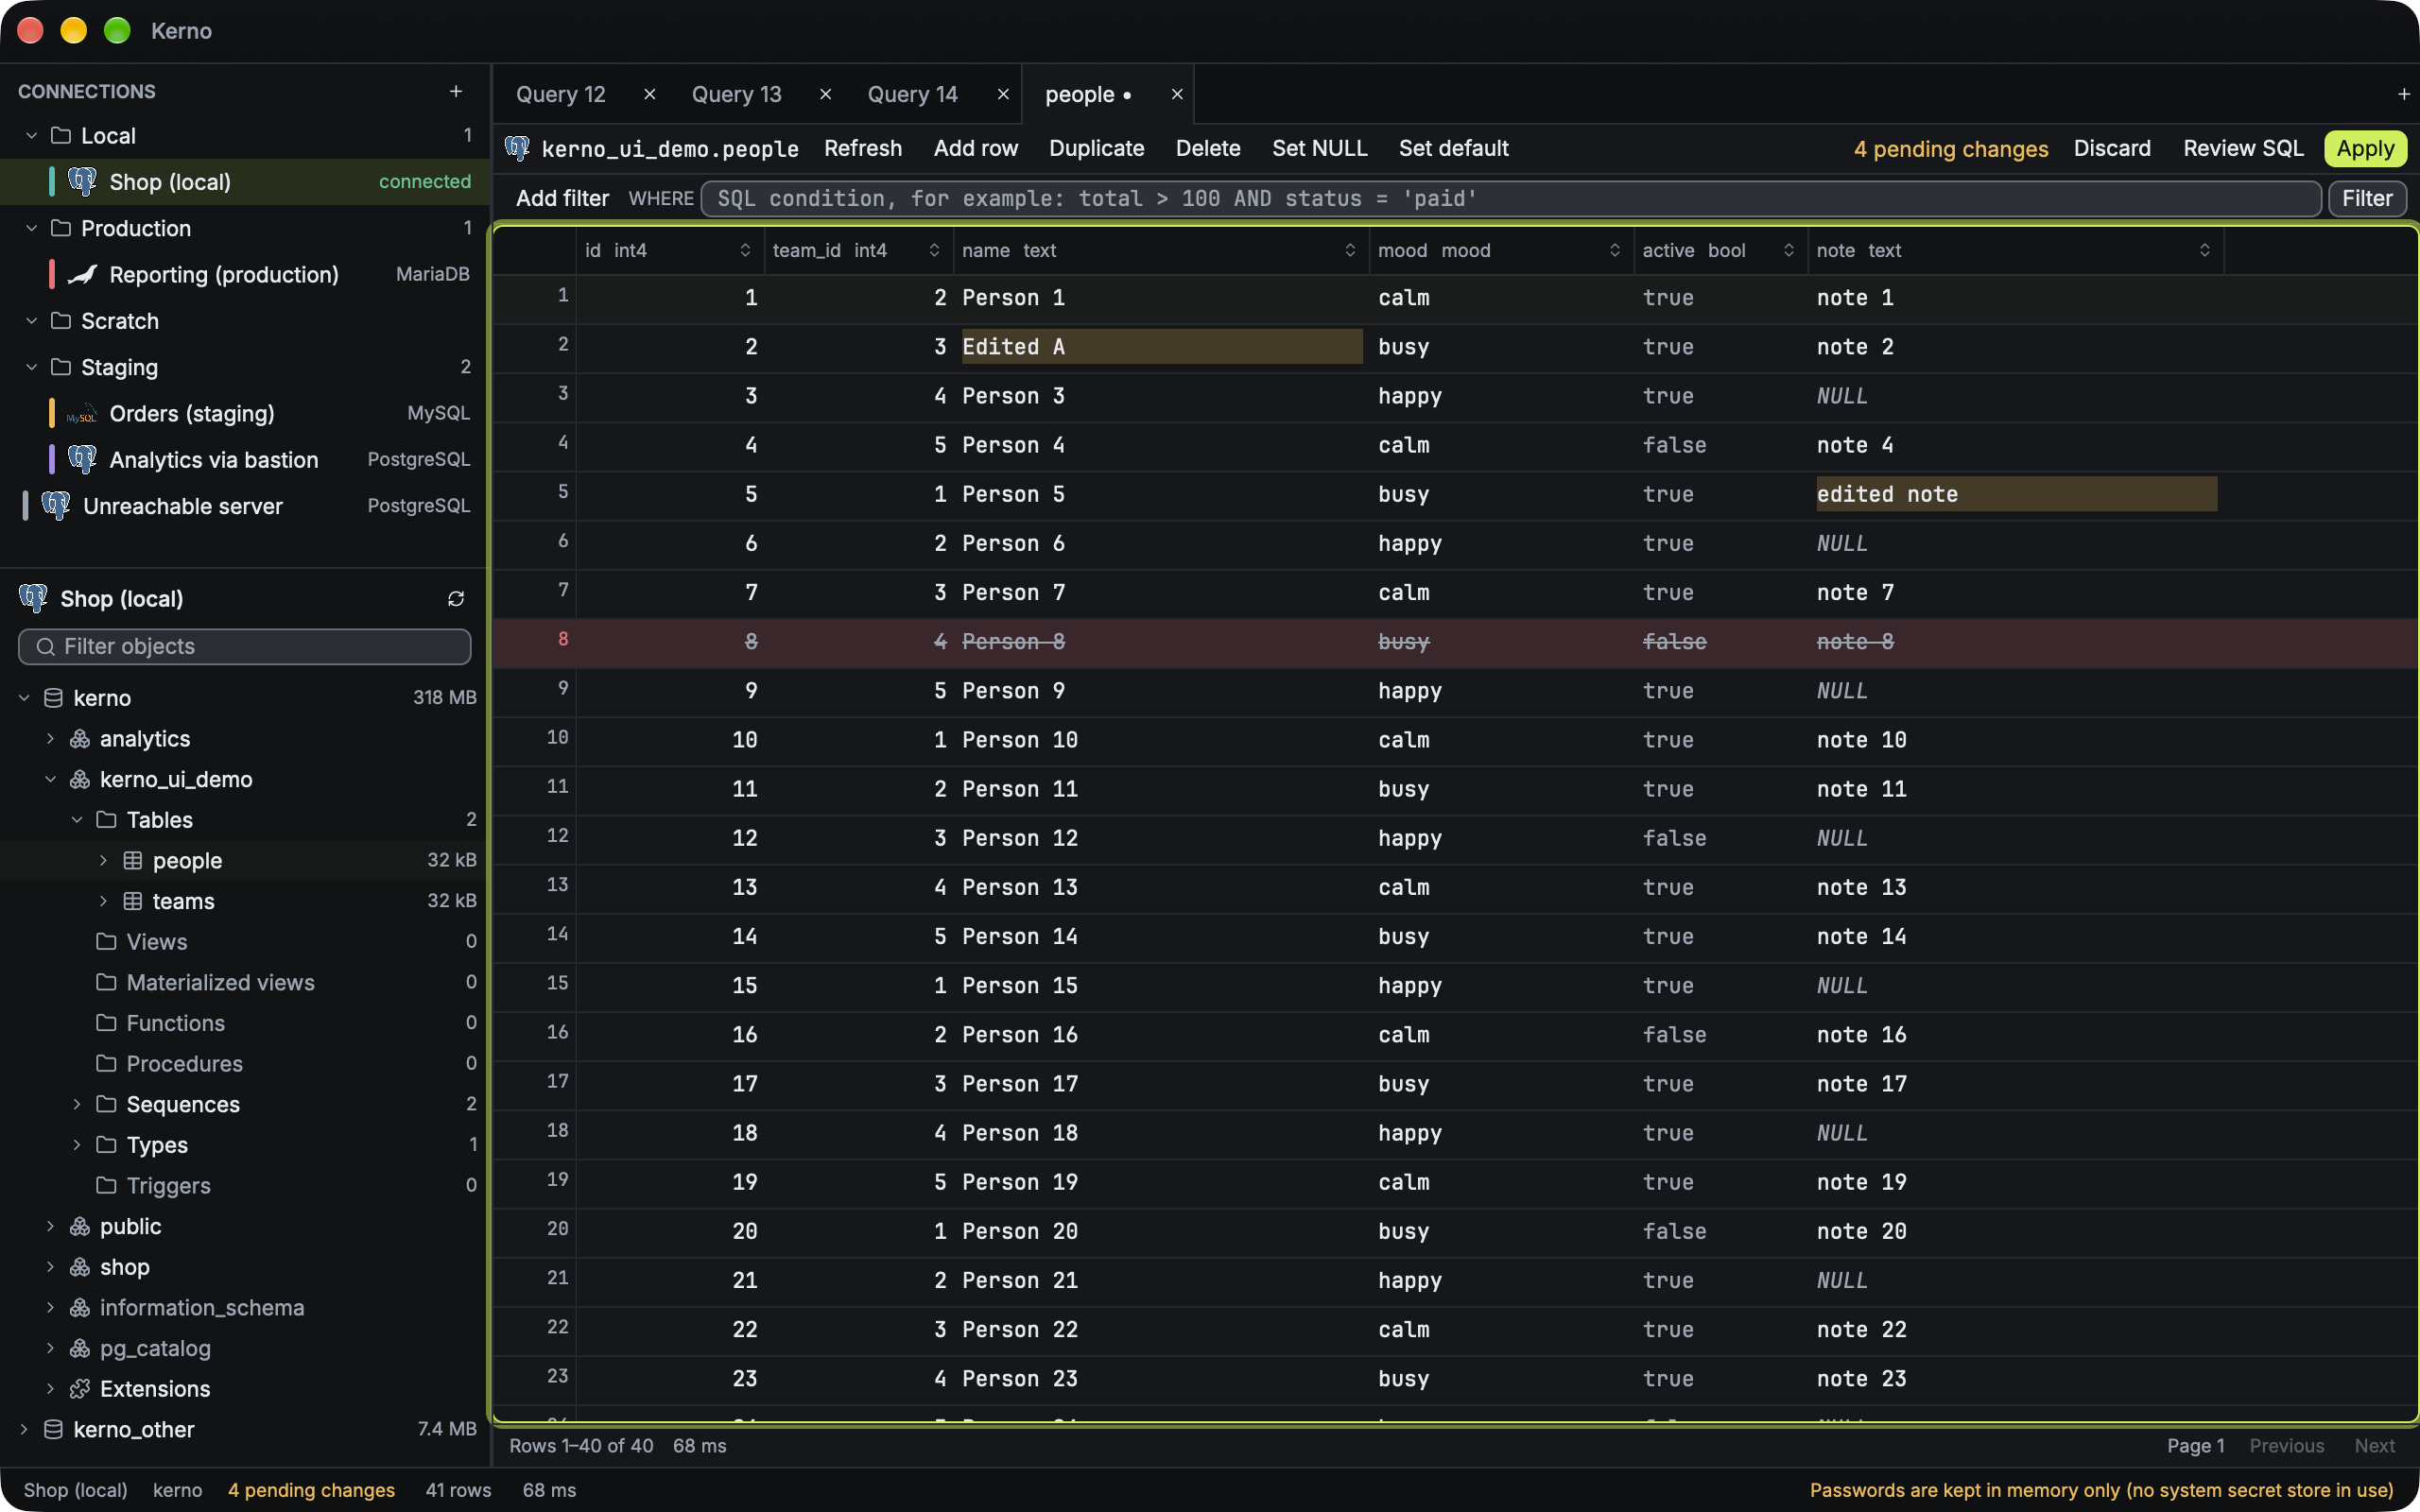 Kerno
CONNECTIONS +
Local 1
Shop (local) connected
Production 1
Reporting (production) MariaDB
Scratch
Staging 2
MySQL Orders (staging) MySQL
Analytics via bastion PostgreSQL
Unreachable server PostgreSQL
Shop (local)
Filter objects
kerno 318 MB
analytics
kerno_ui_demo
Tables 2
people 32 kB
teams 32 kB
Views 0
Materialized views 0
Functions 0
Procedures 0
Sequences 2
Types 1
Triggers 0
public
shop
information_schema
pg_catalog
Extensions
kerno_other 7.4 MB
Query 12 × Query 13 × Query 14 × people • × +
kerno_ui_demo.people Refresh Add row Duplicate Delete Set NULL Set default 4 pending changes Discard Review SQL Apply
Add filter WHERE SQL condition, for example: total > 100 AND status = 'paid' Filter
id int4 team_id int4 name text mood mood active bool note text
1 1 2 Person 1 calm true note 1
2 2 3 Edited A busy true note 2
3 3 4 Person 3 happy true NULL
4 4 5 Person 4 calm false note 4
5 5 1 Person 5 busy true edited note
6 6 2 Person 6 happy true NULL
7 7 3 Person 7 calm true note 7
8 8 4 Person 8 busy false note 8
9 9 5 Person 9 happy true NULL
10 10 1 Person 10 calm true note 10
11 11 2 Person 11 busy true note 11
12 12 3 Person 12 happy false NULL
13 13 4 Person 13 calm true note 13
14 14 5 Person 14 busy true note 14
15 15 1 Person 15 happy true NULL
16 16 2 Person 16 calm false note 16
17 17 3 Person 17 busy true note 17
18 18 4 Person 18 happy true NULL
19 19 5 Person 19 calm true note 19
20 20 1 Person 20 busy false note 20
21 21 2 Person 21 happy true NULL
22 22 3 Person 22 calm true note 22
23 23 4 Person 23 busy true note 23
Rows 1–40 of 40 68 ms Page 1 Previous Next
Shop (local) kerno 4 pending changes 41 rows 68 ms Passwords are kept in memory only (no system secret store in use)